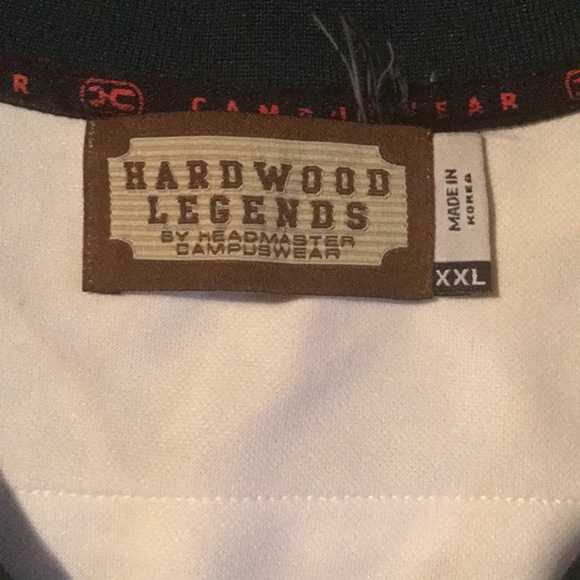 R CAMPUSWEAR
HARDWOOD
LEGENDS
BY HEADMASTER
CAMPUSWEAR
MADE IN
KOREA
XXL